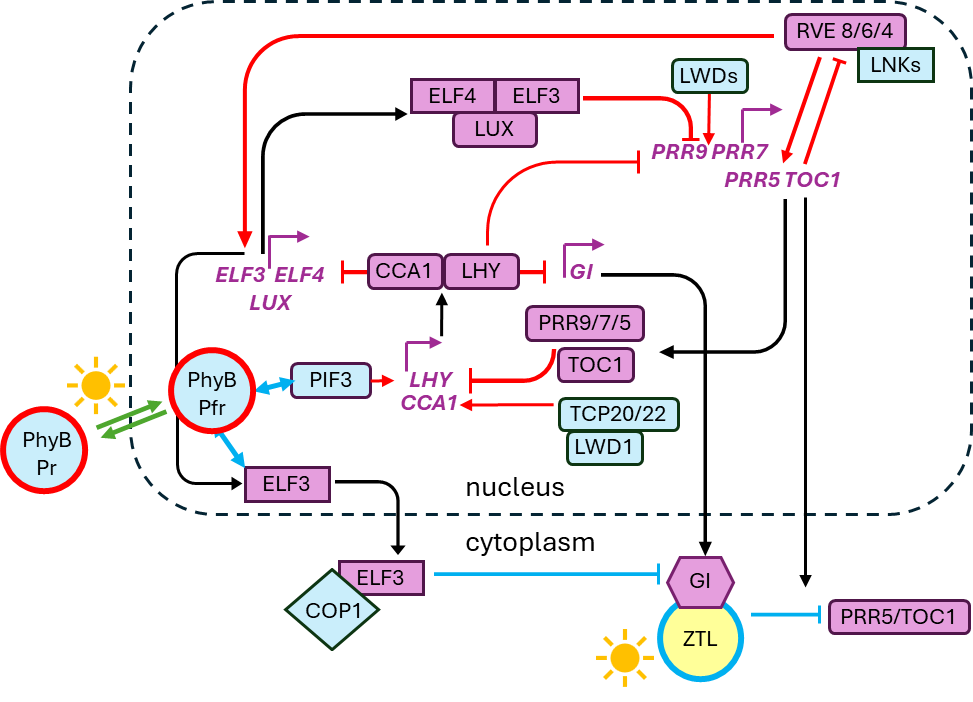 RVE 8/6/4
LNKs
LWDs
ELF4 ELF3
LUX
PRR9 PRR7
PRR5 TOC1
ELF3 ELF4
LUX
CCA1 LHY
GI
PRR9/7/5
TOC1
PhyB
Pfr
PIF3
LHY
CCA1
TCP20/22
LWD1
PhyB
Pr
ELF3
nucleus
cytoplasm
ELF3
COP1
GI
ZTL
PRR5/TOC1